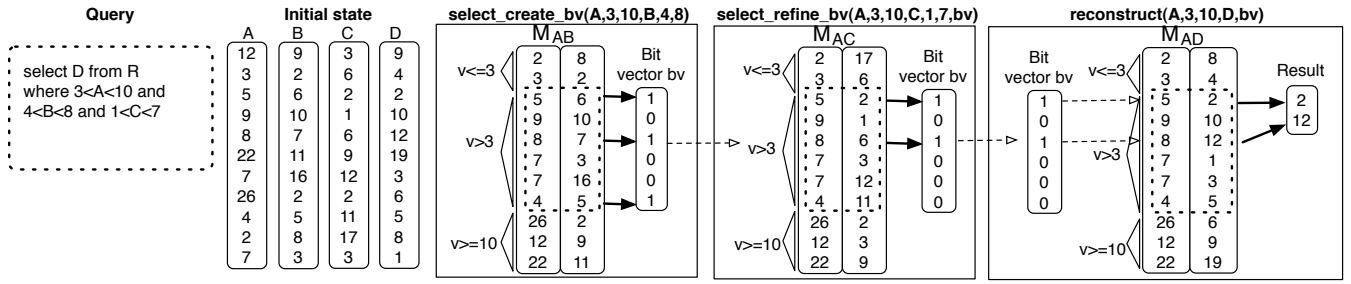 Query
select D from R
where 3<A<10 and
4<B<8 and 1<C<7
Initial state
A B C D
12 9 3 9
3 2 6 4
5 6 2 2
9 10 1 10
8 7 6 12
22 11 9 19
7 16 12 3
26 2 2 6
4 5 11 5
2 8 17 8
7 3 3 1
select_create_bv(A,3,10,B,4,8)
MAB
Bit
vector bv
v<=3
v>3
v>=10
2 8
3 2
5 6 1
9 10 0
8 7 1
7 3 0
7 16 0
4 5 1
26 2
12 9
22 11
select_refine_bv(A,3,10,C,1,7,bv)
MAC
Bit
vector bv
v<=3
v>3
v>=10
2 17
3 6
5 2 1
9 1 0
8 6 1
7 3 0
7 12 0
4 11 0
26 2
12 3
22 9
reconstruct(A,3,10,D,bv)
Bit
vector bv
1
0
1
0
0
0
MAD
v<=3
v>3
v>=10
2 8
3 4
5 2
9 10
8 12
7 1
7 3
4 5
26 6
12 9
22 19
Result
2
12